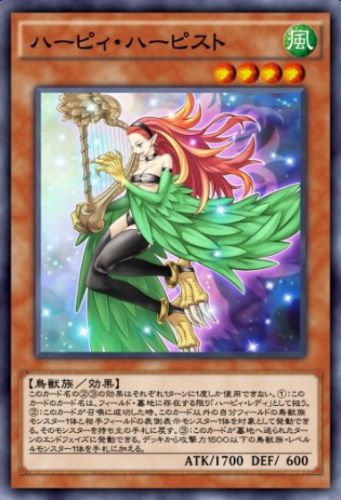 ハーピィ・ハーピスト
風
【鳥獣族/効果】
このカード名の②③の効果はそれぞれ1ターンに1度しか使用できない。①:こ
のカードのカード名は、フィールド・墓地に存在する限り「ハーピィ・レディ」として扱う。
②:このカードが召喚に成功した時、このカード以外の自分フィールドの鳥獣族
モンスター1体と相手フィールドの表側表示モンスター1体を対象として発動でき
る。そのモンスターを持ち主の手札に戻す。③:このカードが墓地へ送られたター
ンのエンドフェイズに発動できる。デッキから攻撃力1500以下の鳥獣族・レベル
4モンスター1体を手札に加える。
ATK/1700 DEF/ 600